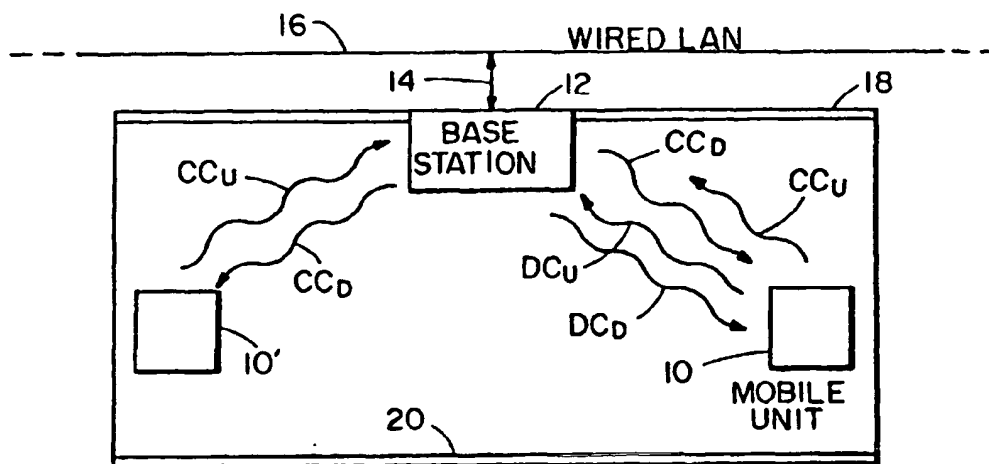 16
WIRED LAN
14
12
18
BASE
STATION
CCU
CCD
CCU
CCD
DCU
DCD
10'
10
MOBILE
UNIT
20